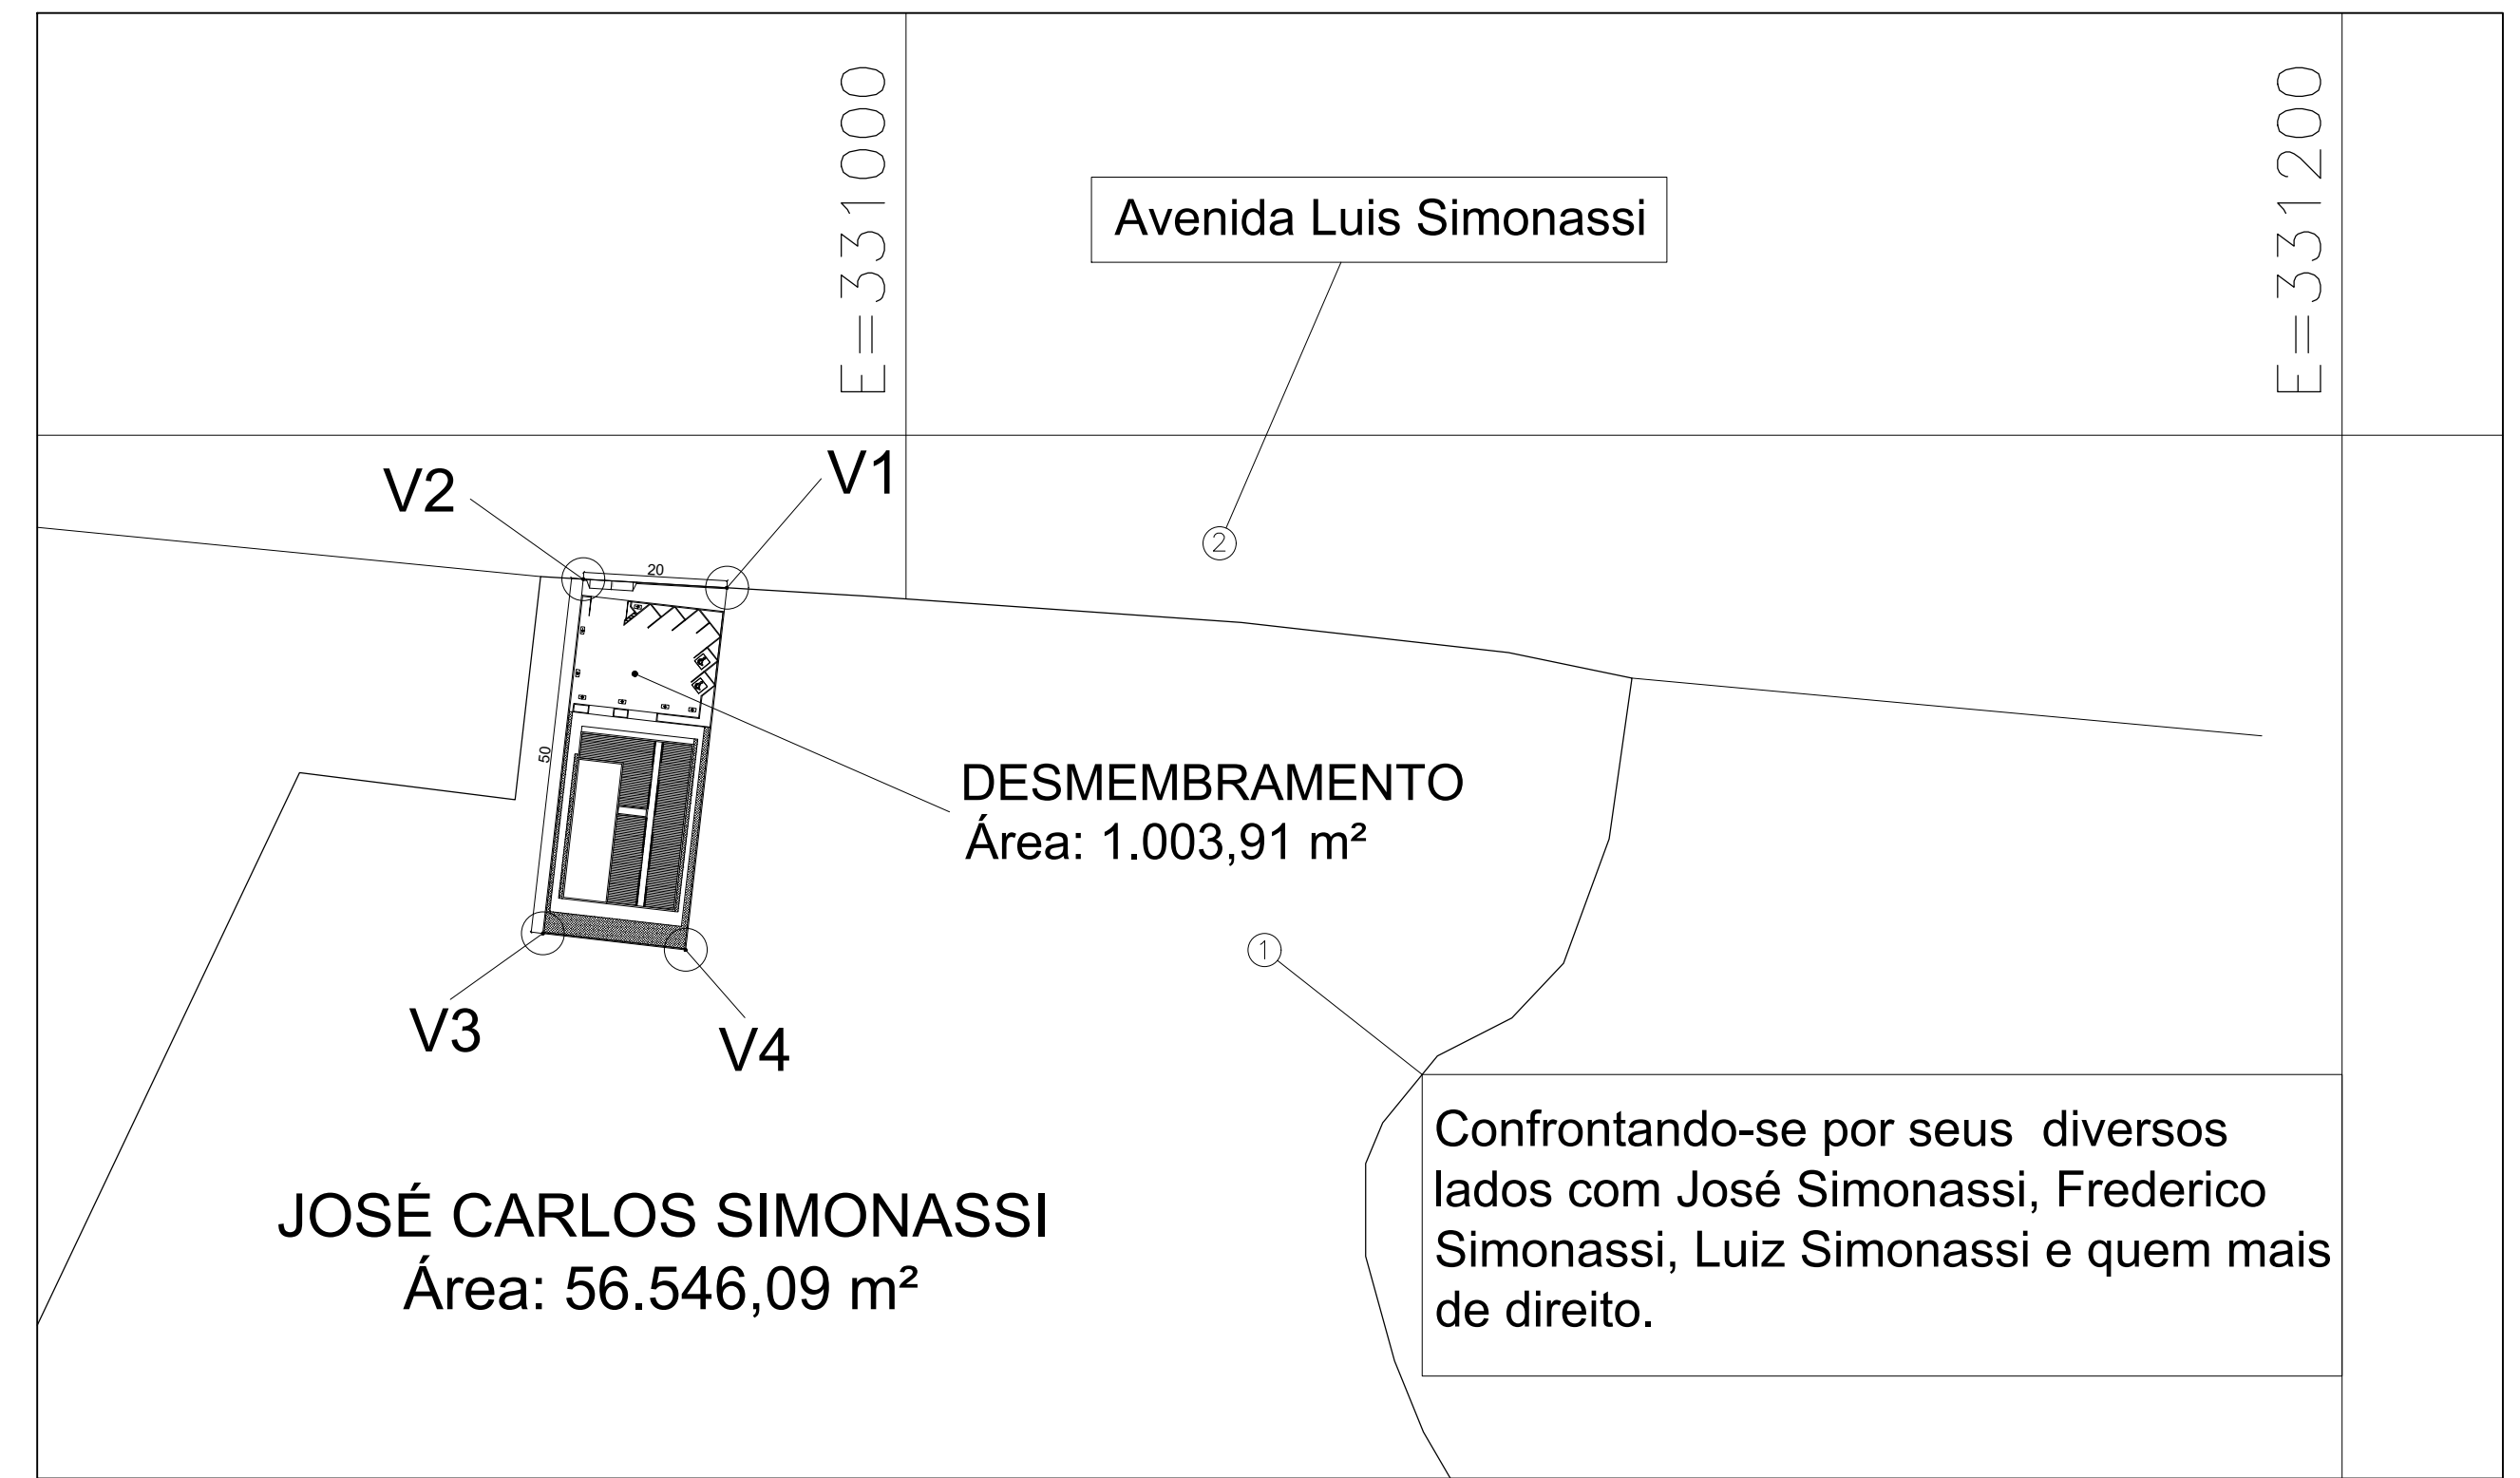 E=331000
E=331200
Avenida Luis Simonassi
V2
V1
2
20
50
DESMEMBRAMENTO
Área: 1.003,91 m²
1
V3
V4
Confrontando-se por seus diversos
lados com José Simonassi, Frederico
Simonassi, Luiz Simonassi e quem mais
de direito.
JOSÉ CARLOS SIMONASSI
Área: 56.546,09 m²